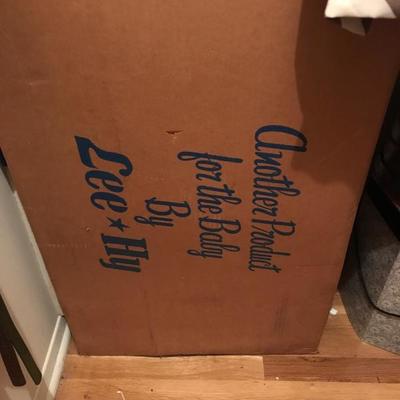 Another Product
for the Baby
By
Lee★Hy